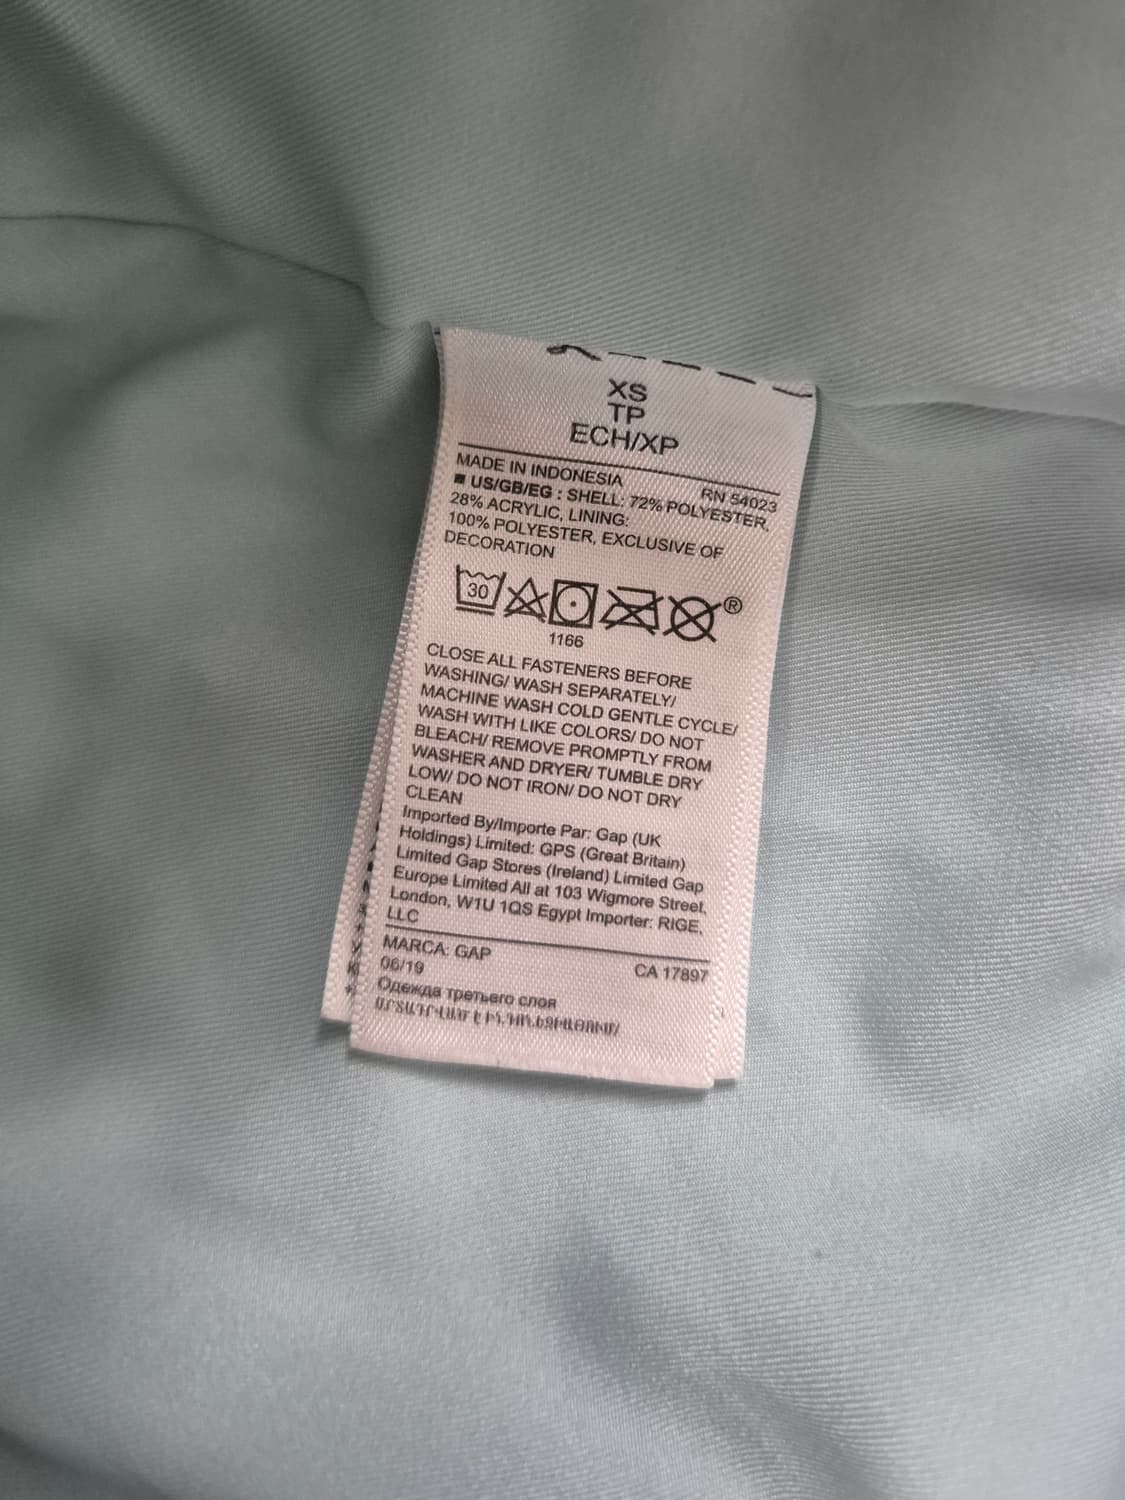 XS
TP
ECH/XP
MADE IN INDONESIA RN 54023
■ US/GB/EG : SHELL: 72% POLYESTER,
28% ACRYLIC, LINING:
100% POLYESTER, EXCLUSIVE OF
DECORATION
30
®
1166
CLOSE ALL FASTENERS BEFORE
WASHING/ WASH SEPARATELY/
MACHINE WASH COLD GENTLE CYCLE/
WASH WITH LIKE COLORS/ DO NOT
BLEACH/ REMOVE PROMPTLY FROM
WASHER AND DRYER/ TUMBLE DRY
LOW/ DO NOT IRON/ DO NOT DRY
CLEAN
Imported By/Importe Par: Gap (UK
Holdings) Limited: GPS (Great Britain)
Limited Gap Stores (Ireland) Limited Gap
Europe Limited All at 103 Wigmore Street,
London, W1U 1QS Egypt Importer: RIGE,
LLC
MARCA: GAP CA 17897
06/19
Одежда третьего слоя